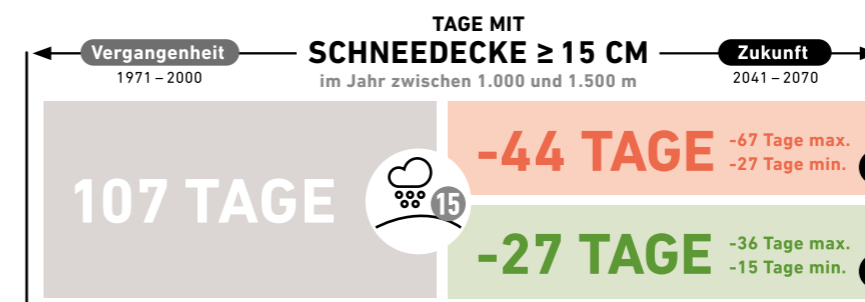 TAGE MIT
Vergangenheit SCHNEEDECKE ≥ 15 CM Zukunft
1971 – 2000 im Jahr zwischen 1.000 und 1.500 m 2041 – 2070
107 TAGE
15
-44 TAGE
-67 Tage max.
-27 Tage min.
-27 TAGE
-36 Tage max.
-15 Tage min.